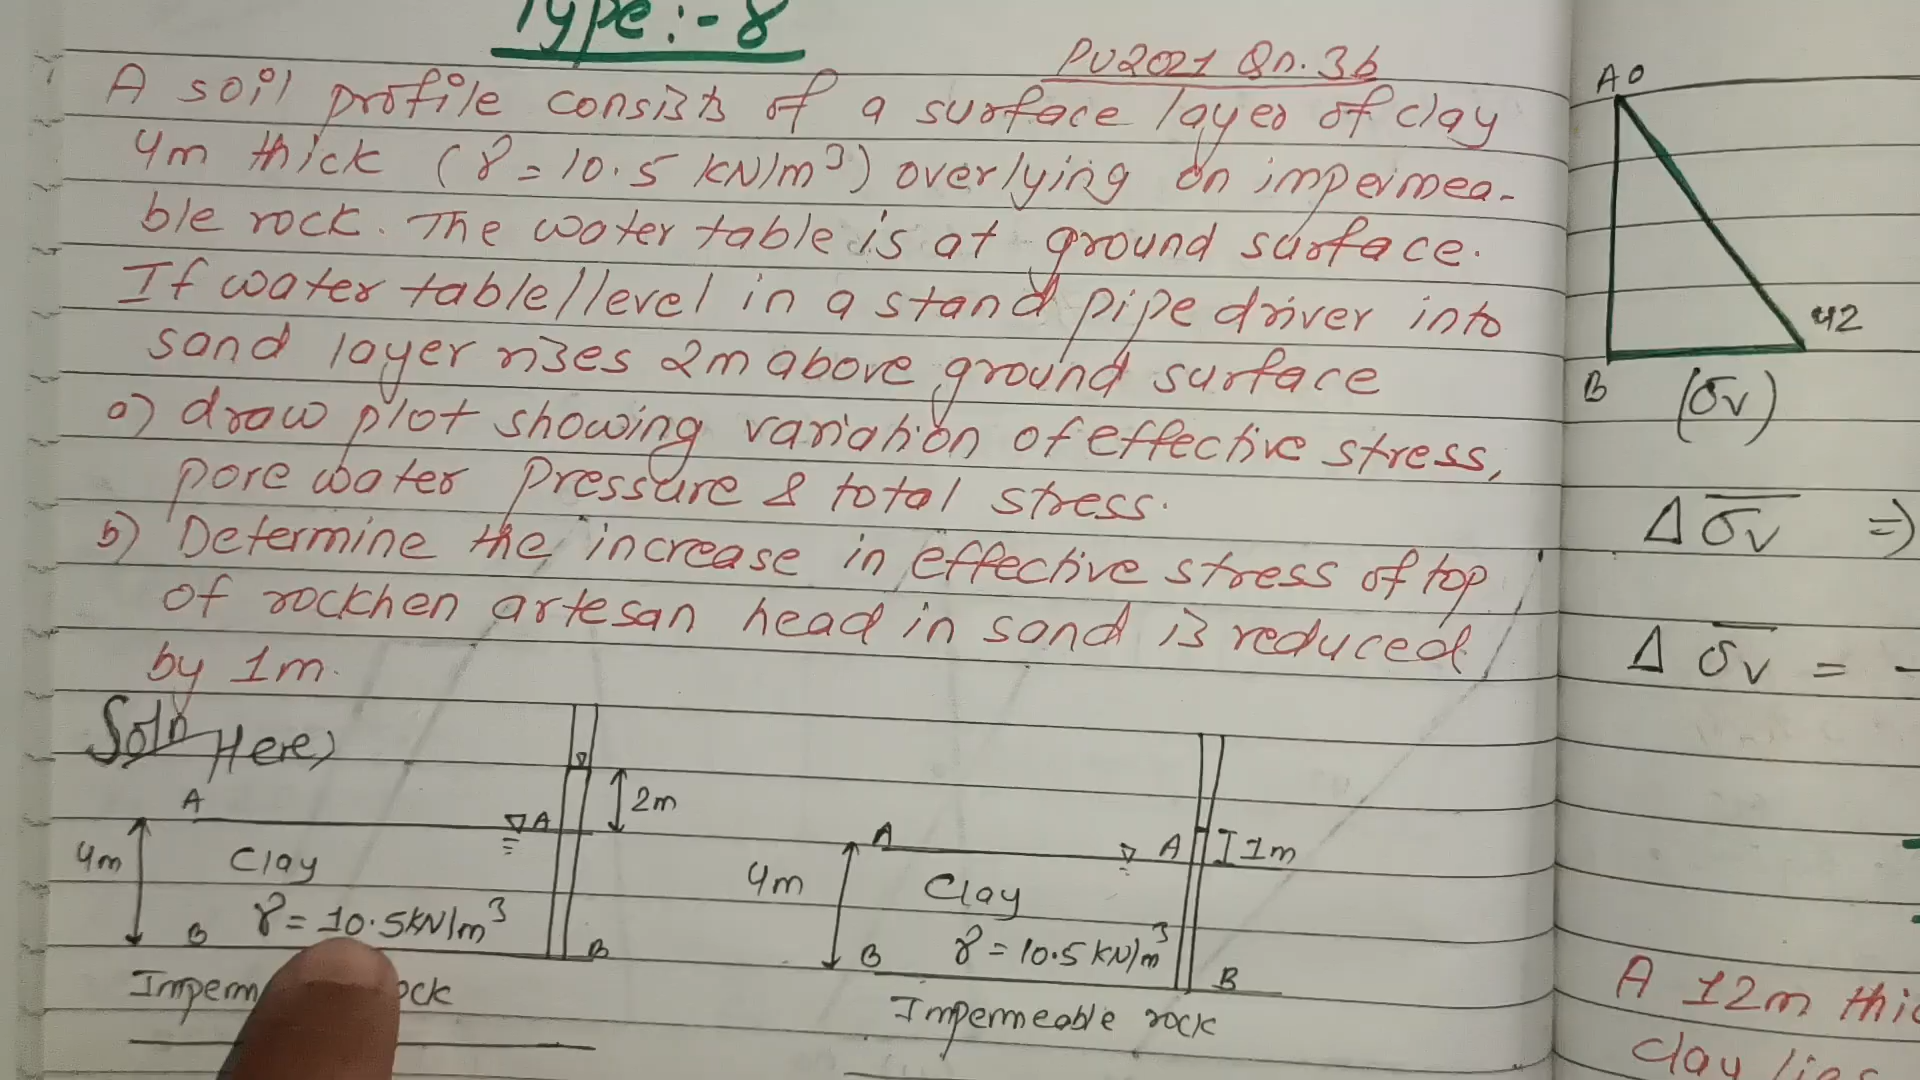 Type:- 8
PU2021 Qn. 3b
A soil profile consists of a surface layer of clay
4m thick (γ = 10.5 KN/m³) overlying on impermea-
ble rock. The water table is at ground surface.
If water table/level in a stand pipe driver into
sand layer rises 2m above ground surface
a) draw plot showing variation of effective stress,
pore water pressure & total stress.
b) Determine the increase in effective stress of top
of rockhen artesan head in sand is reduced
by 1m.
Soln Here,
A
A
2m
4m
Clay
γ = 10.5KN/m³
B
B
Imperm ock
A
A
1m
4m
Clay
γ = 10.5 KN/m³
B
B
Impermeable rock
A 0
42
B
(σv)
Δ σ̅v̅ =)
Δ σ̅v = -
A 12m thic
clay lies